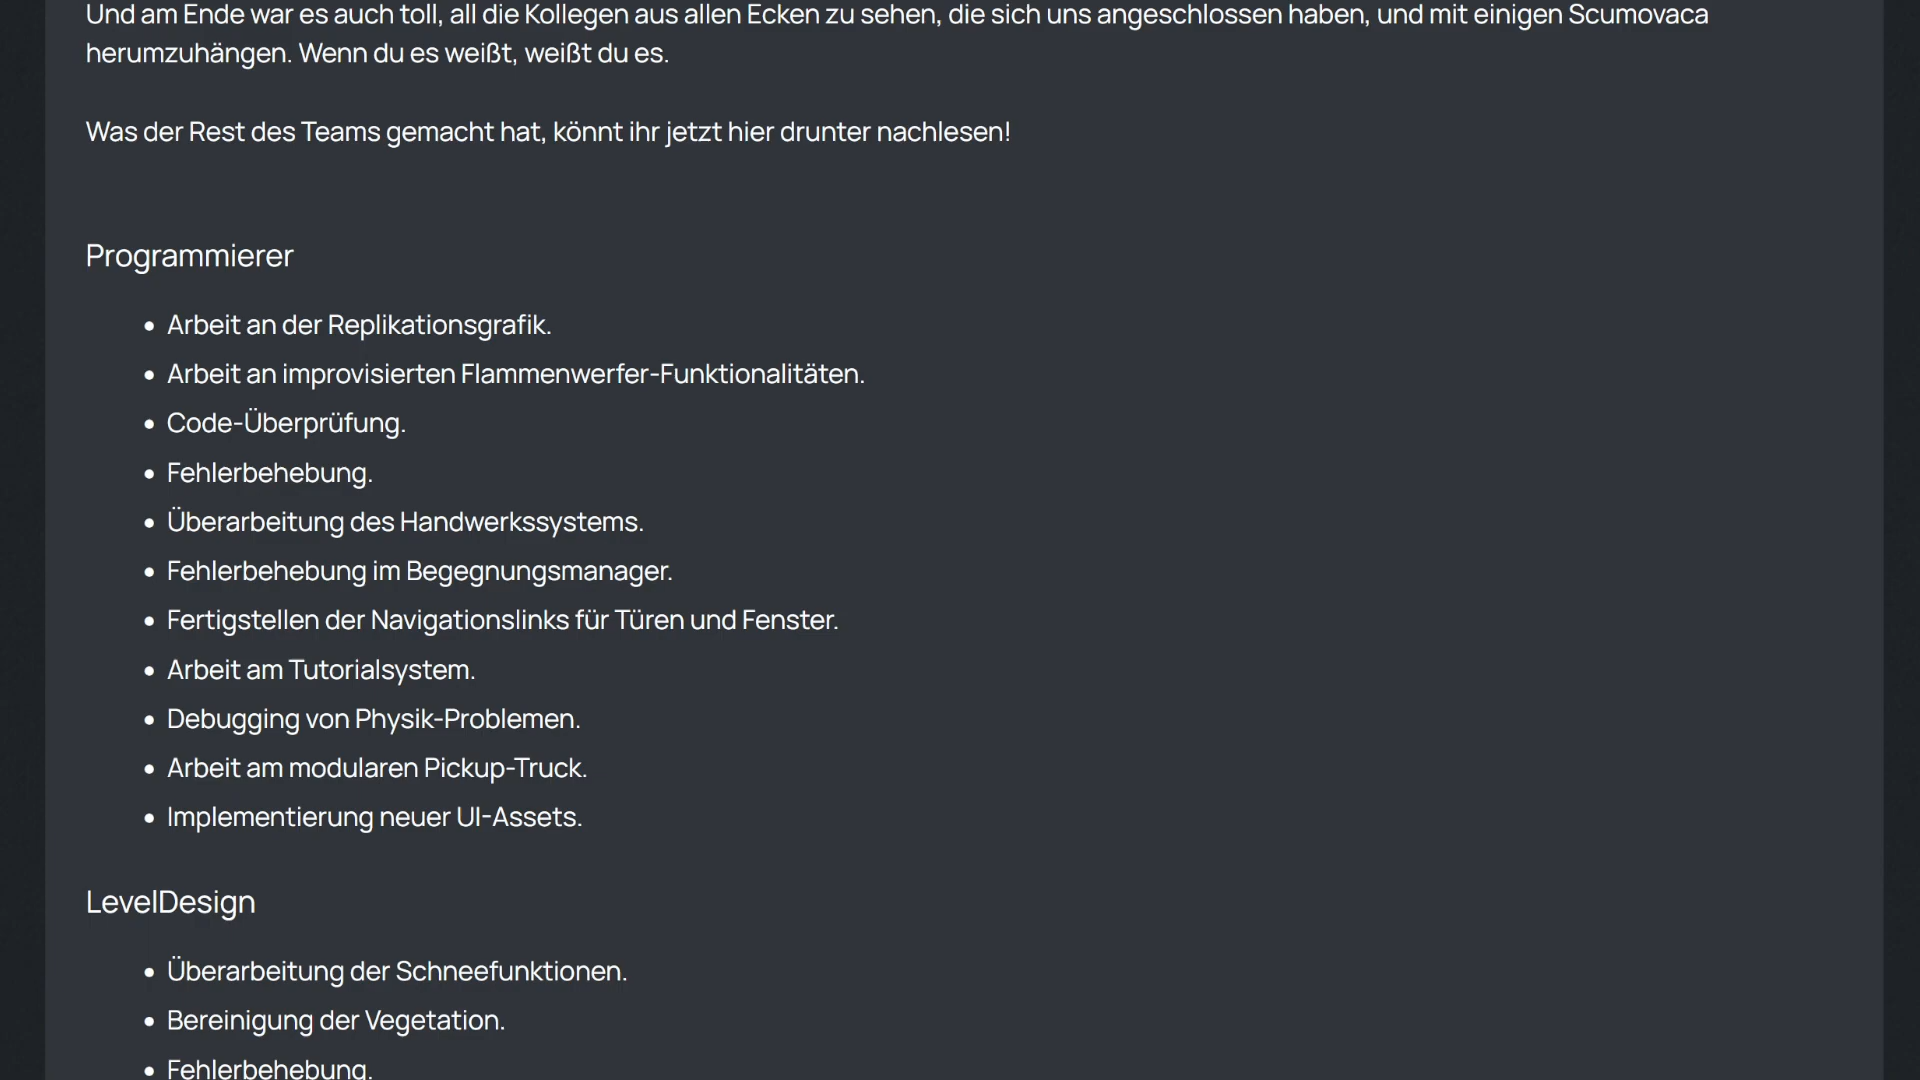 Und am Ende war es auch toll, all die Kollegen aus allen Ecken zu sehen, die sich uns angeschlossen haben, und mit einigen Scumovaca
herumzuhängen. Wenn du es weißt, weißt du es.
Was der Rest des Teams gemacht hat, könnt ihr jetzt hier drunter nachlesen!
Programmierer
• Arbeit an der Replikationsgrafik.
• Arbeit an improvisierten Flammenwerfer-Funktionalitäten.
• Code-Überprüfung.
• Fehlerbehebung.
• Überarbeitung des Handwerkssystems.
• Fehlerbehebung im Begegnungsmanager.
• Fertigstellen der Navigationslinks für Türen und Fenster.
• Arbeit am Tutorialsystem.
• Debugging von Physik-Problemen.
• Arbeit am modularen Pickup-Truck.
• Implementierung neuer UI-Assets.
LevelDesign
• Überarbeitung der Schneefunktionen.
• Bereinigung der Vegetation.
• Fehlerbehebung.